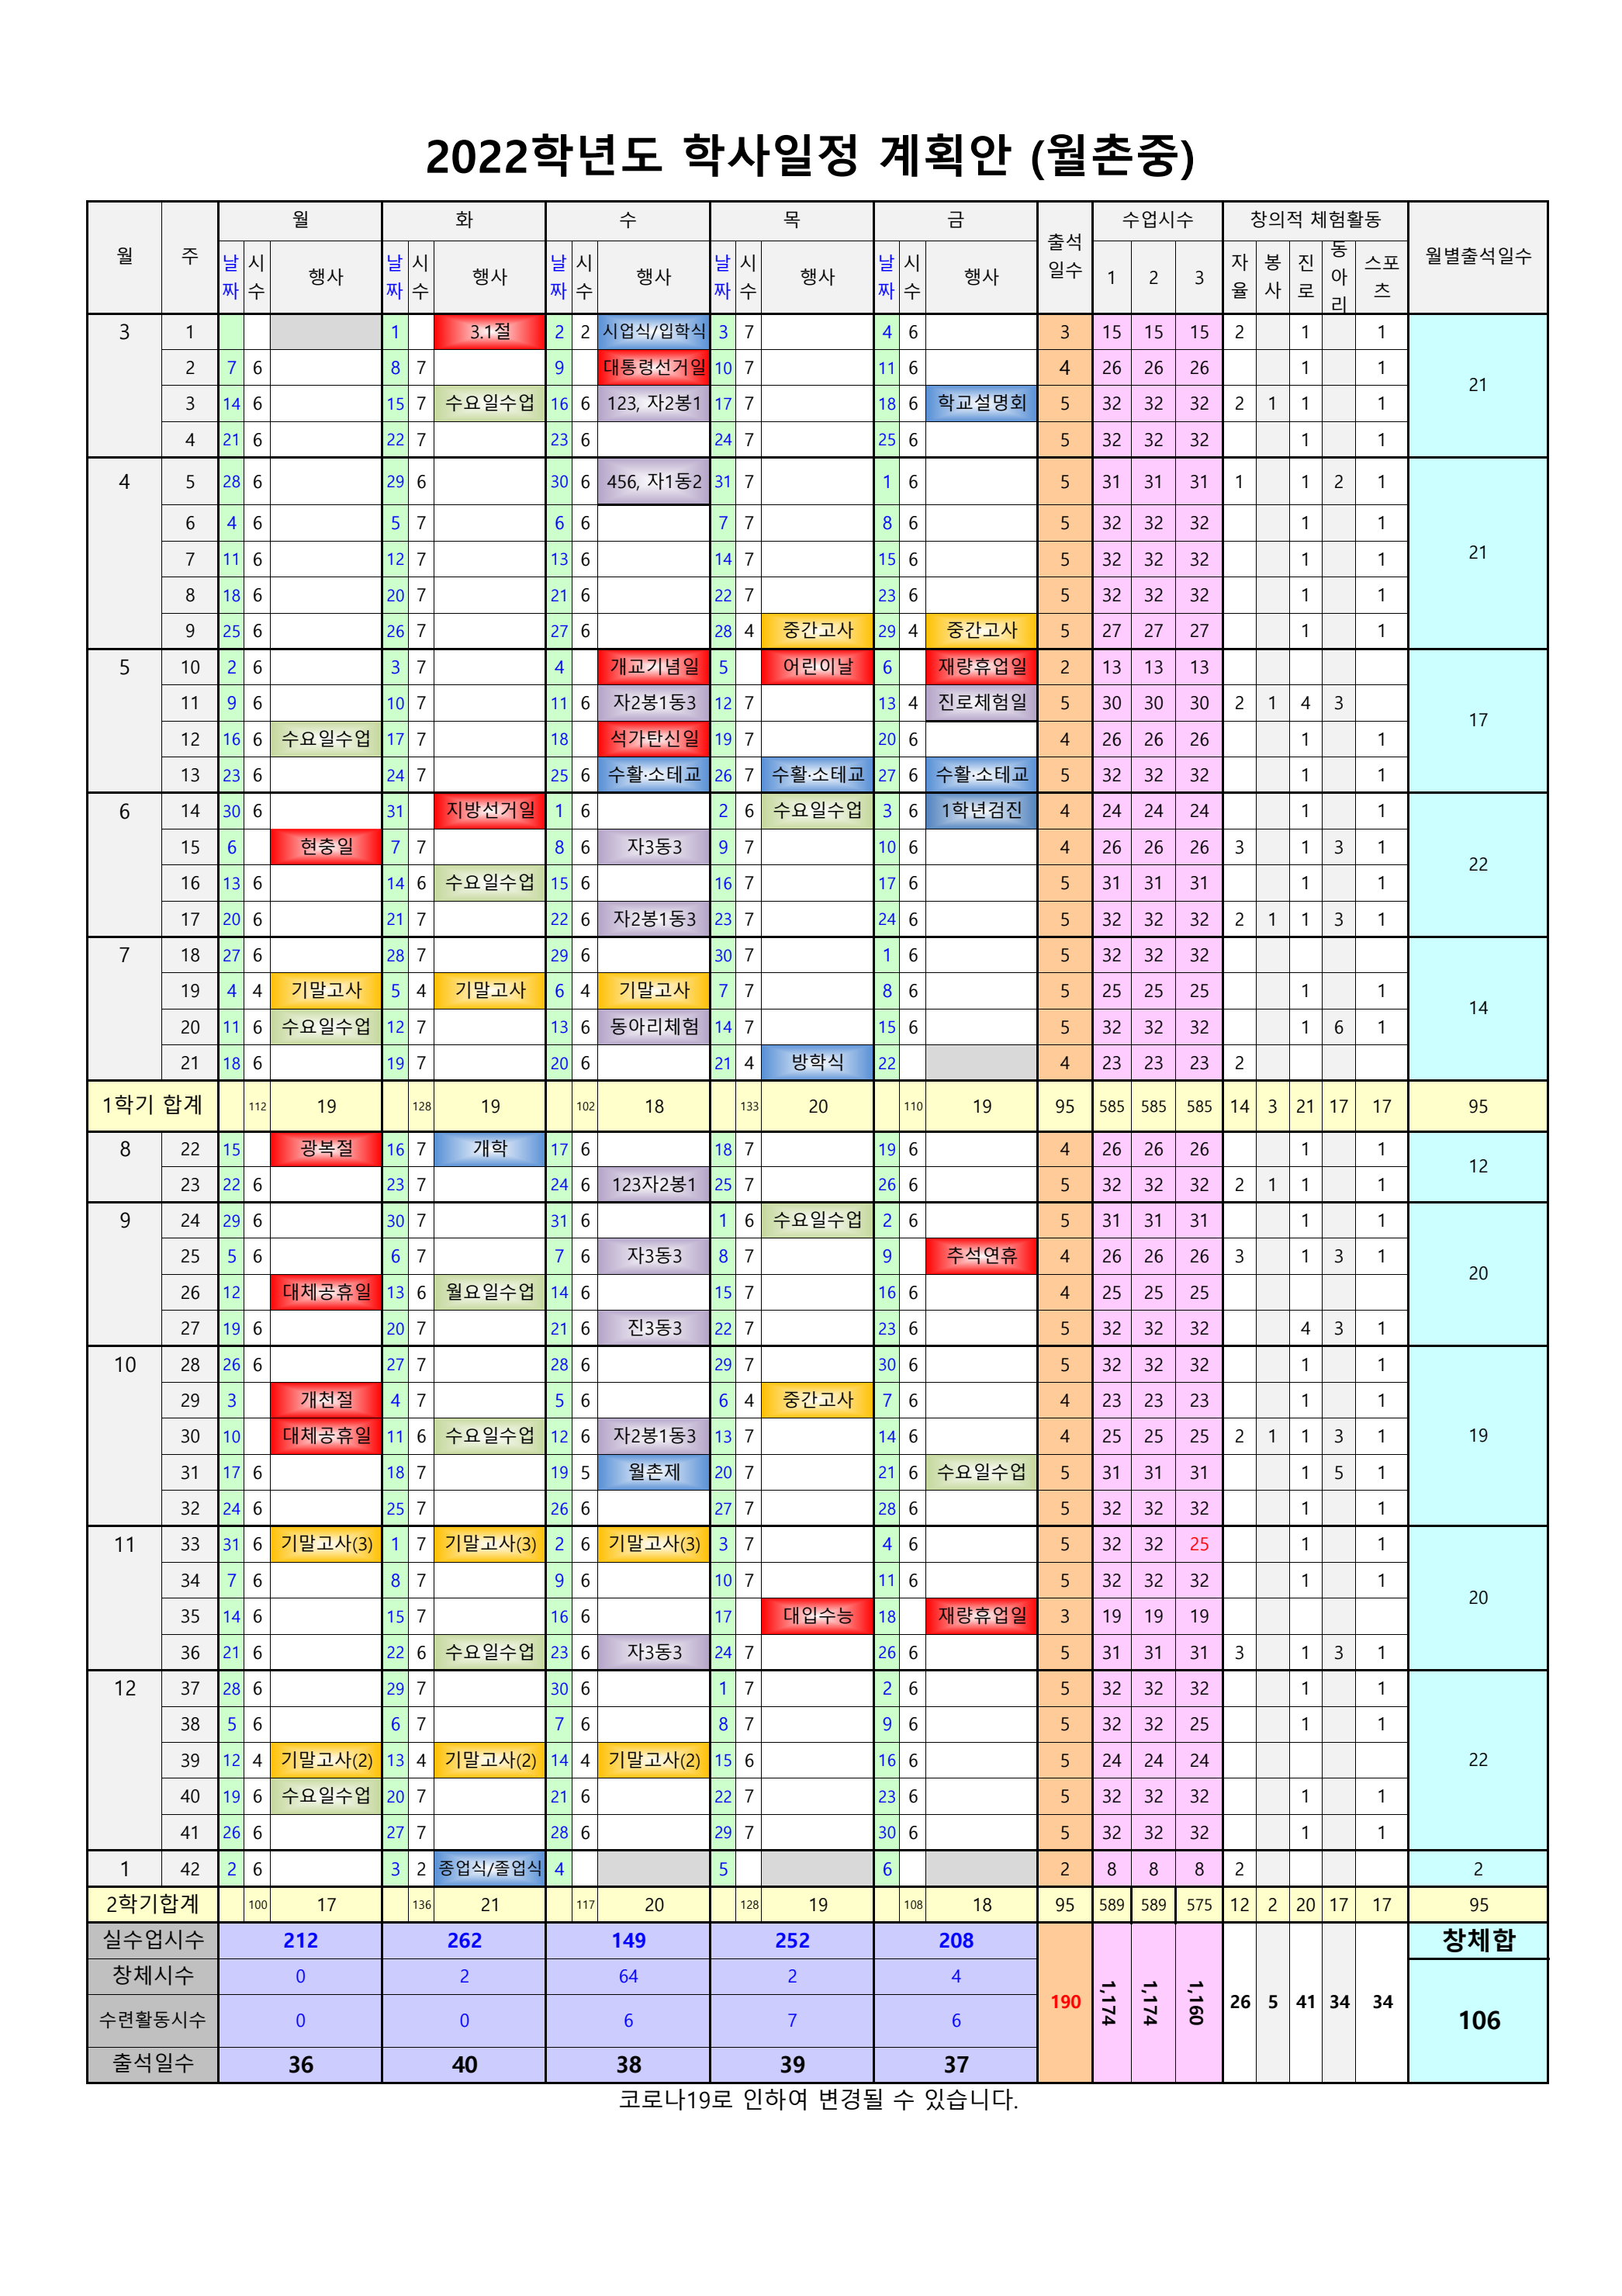 2022학년도 학사일정 계획안 (월촌중)
월 주 월 화 수 목 금 출석일수 수업시수 창의적 체험활동 월별출석일수
날짜 시수 행사 날짜 시수 행사 날짜 시수 행사 날짜 시수 행사 날짜 시수 행사 1 2 3 자율 봉사 진로 동아리 스포츠
3 1 1 3.1절 2 2 시업식/입학식 3 7 4 6 3 15 15 15 2 1 1 21
2 7 6 8 7 9 대통령선거일 10 7 11 6 4 26 26 26 1 1
3 14 6 15 7 수요일수업 16 6 123, 자2봉1 17 7 18 6 학교설명회 5 32 32 32 2 1 1 1
4 21 6 22 7 23 6 24 7 25 6 5 32 32 32 1 1
4 5 28 6 29 6 30 6 456, 자1동2 31 7 1 6 5 31 31 31 1 1 2 1 21
6 4 6 5 7 6 6 7 7 8 6 5 32 32 32 1 1
7 11 6 12 7 13 6 14 7 15 6 5 32 32 32 1 1
8 18 6 20 7 21 6 22 7 23 6 5 32 32 32 1 1
9 25 6 26 7 27 6 28 4 중간고사 29 4 중간고사 5 27 27 27 1 1
5 10 2 6 3 7 4 개교기념일 5 어린이날 6 재량휴업일 2 13 13 13 17
11 9 6 10 7 11 6 자2봉1동3 12 7 13 4 진로체험일 5 30 30 30 2 1 4 3
12 16 6 수요일수업 17 7 18 석가탄신일 19 7 20 6 4 26 26 26 1 1
13 23 6 24 7 25 6 수활·소테교 26 7 수활·소테교 27 6 수활·소테교 5 32 32 32 1 1
6 14 30 6 31 지방선거일 1 6 2 6 수요일수업 3 6 1학년검진 4 24 24 24 1 1 22
15 6 현충일 7 7 8 6 자3동3 9 7 10 6 4 26 26 26 3 1 3 1
16 13 6 14 6 수요일수업 15 6 16 7 17 6 5 31 31 31 1 1
17 20 6 21 7 22 6 자2봉1동3 23 7 24 6 5 32 32 32 2 1 1 3 1
7 18 27 6 28 7 29 6 30 7 1 6 5 32 32 32 14
19 4 4 기말고사 5 4 기말고사 6 4 기말고사 7 7 8 6 5 25 25 25 1 1
20 11 6 수요일수업 12 7 13 6 동아리체험 14 7 15 6 5 32 32 32 1 6 1
21 18 6 19 7 20 6 21 4 방학식 22 4 23 23 23 2
1학기 합계 112 19 128 19 102 18 133 20 110 19 95 585 585 585 14 3 21 17 17 95
8 22 15 광복절 16 7 개학 17 6 18 7 19 6 4 26 26 26 1 1 12
23 22 6 23 7 24 6 123자2봉1 25 7 26 6 5 32 32 32 2 1 1 1
9 24 29 6 30 7 31 6 1 6 수요일수업 2 6 5 31 31 31 1 1 20
25 5 6 6 7 7 6 자3동3 8 7 9 추석연휴 4 26 26 26 3 1 3 1
26 12 대체공휴일 13 6 월요일수업 14 6 15 7 16 6 4 25 25 25
27 19 6 20 7 21 6 진3동3 22 7 23 6 5 32 32 32 4 3 1
10 28 26 6 27 7 28 6 29 7 30 6 5 32 32 32 1 1 19
29 3 개천절 4 7 5 6 6 4 중간고사 7 6 4 23 23 23 1 1
30 10 대체공휴일 11 6 수요일수업 12 6 자2봉1동3 13 7 14 6 4 25 25 25 2 1 1 3 1
31 17 6 18 7 19 5 월촌제 20 7 21 6 수요일수업 5 31 31 31 1 5 1
32 24 6 25 7 26 6 27 7 28 6 5 32 32 32 1 1
11 33 31 6 기말고사(3) 1 7 기말고사(3) 2 6 기말고사(3) 3 7 4 6 5 32 32 25 1 1 20
34 7 6 8 7 9 6 10 7 11 6 5 32 32 32 1 1
35 14 6 15 7 16 6 17 대입수능 18 재량휴업일 3 19 19 19
36 21 6 22 6 수요일수업 23 6 자3동3 24 7 26 6 5 31 31 31 3 1 3 1
12 37 28 6 29 7 30 6 1 7 2 6 5 32 32 32 1 1 22
38 5 6 6 7 7 6 8 7 9 6 5 32 32 25 1 1
39 12 4 기말고사(2) 13 4 기말고사(2) 14 4 기말고사(2) 15 6 16 6 5 24 24 24
40 19 6 수요일수업 20 7 21 6 22 7 23 6 5 32 32 32 1 1
41 26 6 27 7 28 6 29 7 30 6 5 32 32 32 1 1
1 42 2 6 3 2 종업식/졸업식 4 5 6 2 8 8 8 2 2
2학기합계 100 17 136 21 117 20 128 19 108 18 95 589 589 575 12 2 20 17 17 95
실수업시수 212 262 149 252 208 190 1,174 1,174 1,160 26 5 41 34 34 창체합
창체시수 0 2 64 2 4 106
수련활동시수 0 0 6 7 6
출석일수 36 40 38 39 37
코로나19로 인하여 변경될 수 있습니다.